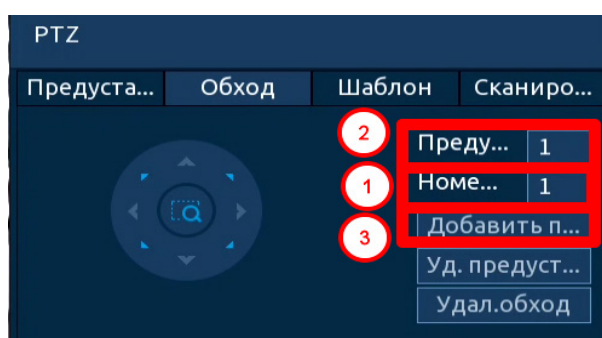 PTZ
Предуста... Обход Шаблон Сканиро...
2 Преду... 1
1 Номе... 1
3 Добавить п...
Уд. предуст...
Удал.обход